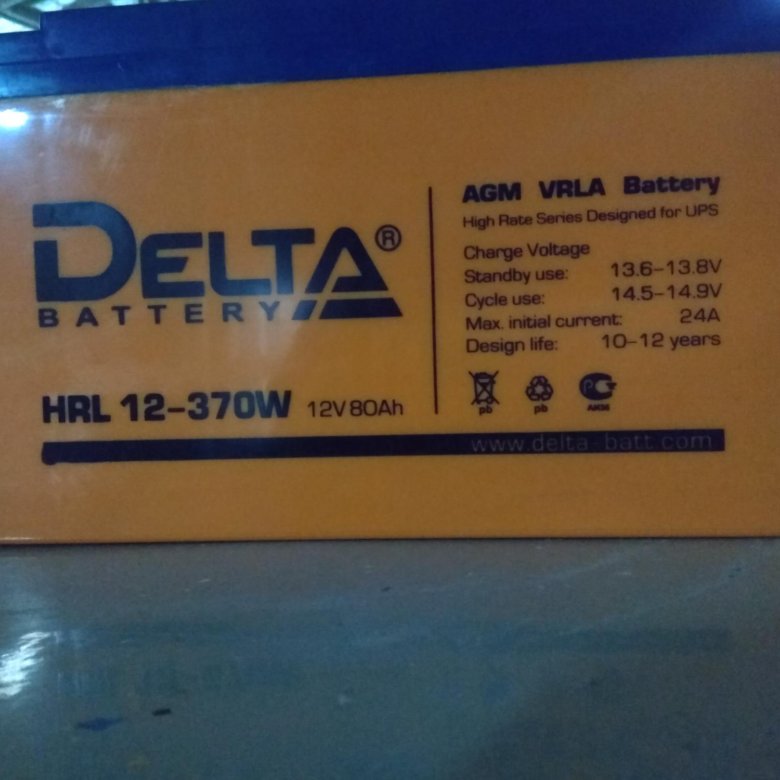 DELTA®
BATTERY
HRL 12-370W 12V 80Ah
AGM VRLA Battery
High Rate Series Designed for UPS
Charge Voltage
Standby use: 13.6-13.8V
Cycle use: 14.5-14.9V
Max. initial current: 24A
Design life: 10-12 years
pb
pb
www.delta-batt.com